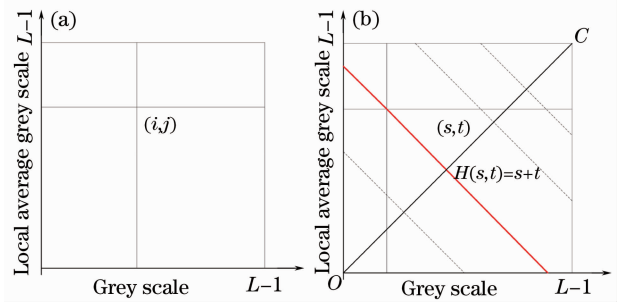 (a)
L−1
Local average grey scale
(i,j)
Grey scale
L−1
(b)
L−1
Local average grey scale
C
(s,t)
H(s,t)=s+t
O
Grey scale
L−1